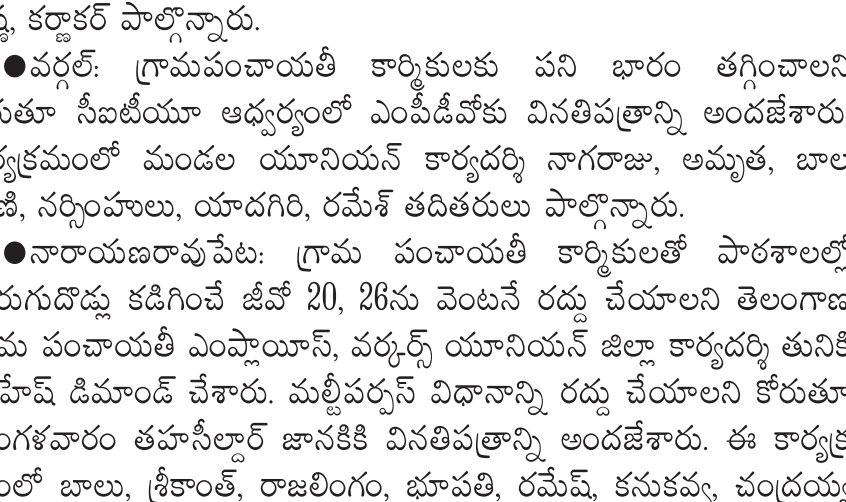 కర్ణాకర్ పాల్గొన్నారు.
●వర్గల్: గ్రామపంచాయతీ కార్మికులకు పని భారం తగ్గించాలని
సీఐటీయూ ఆధ్వర్యంలో ఎంపీడీవోకు వినతిపత్రాన్ని అందజేశారు
మండల యూనియన్ కార్యదర్శి నాగరాజు, అమృత, బాల
నర్సింహులు, యాదగిరి, రమేశ్ తదితరులు పాల్గొన్నారు.
●నారాయణరావుపేట: గ్రామ పంచాయతీ కార్మికులతో పాఠశాలల్లో
కడిగించే జీవో 20, 26ను వెంటనే రద్దు చేయాలని తెలంగాణ
పంచాయతీ ఎంప్లాయీస్, వర్కర్స్ యూనియన్ జిల్లా కార్యదర్శి తునికి
డిమాండ్ చేశారు. మల్టీపర్పస్ విధానాన్ని రద్దు చేయాలని కోరుతూ
తహసీల్దార్ జానకికి వినతిపత్రాన్ని అందజేశారు. ఈ కార్యక్ర
బాలు, శ్రీకాంత్, రాజలింగం, భూపతి, రమేష్, కనుకవ్వ, చంద్రయ్య